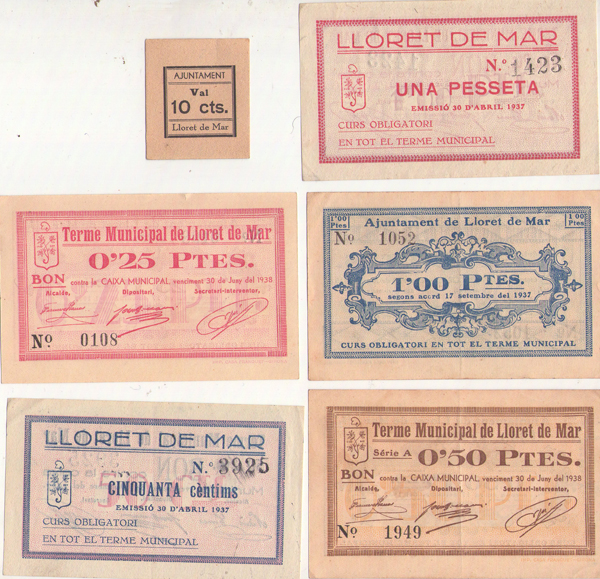 AJUNTAMENT
Val
10 cts.
Lloret de Mar
LLORET DE MAR
N.º 1423
UNA PESSETA
EMISSIÓ 30 D'ABRIL 1937
CURS OBLIGATORI
EN TOT EL TERME MUNICIPAL
Terme Municipal de Lloret de Mar
0'25 PTES.
BON contra la CAIXA MUNICIPAL venciment 30 de juny del 1938
Alcalde, Dipositari, Secretari-interventor,
Nº 0108
1'00 Ptes Ajuntament de Lloret de Mar 1'00 Ptes
Nº 1052
1'00 PTES.
segons acord 17 setembre del 1937
CURS OBLIGATORI EN TOT EL TERME MUNICIPAL
LLORET DE MAR
N.º 3925
CINQUANTA cèntims
EMISSIÓ 30 D'ABRIL 1937
CURS OBLIGATORI
EN TOT EL TERME MUNICIPAL
Terme Municipal de Lloret de Mar
Sèrie A 0'50 PTES.
BON contra la CAIXA MUNICIPAL, venciment 30 de Juny del 1938
Alcalde, Dipositari, Secretari-interventor,
Nº 1949